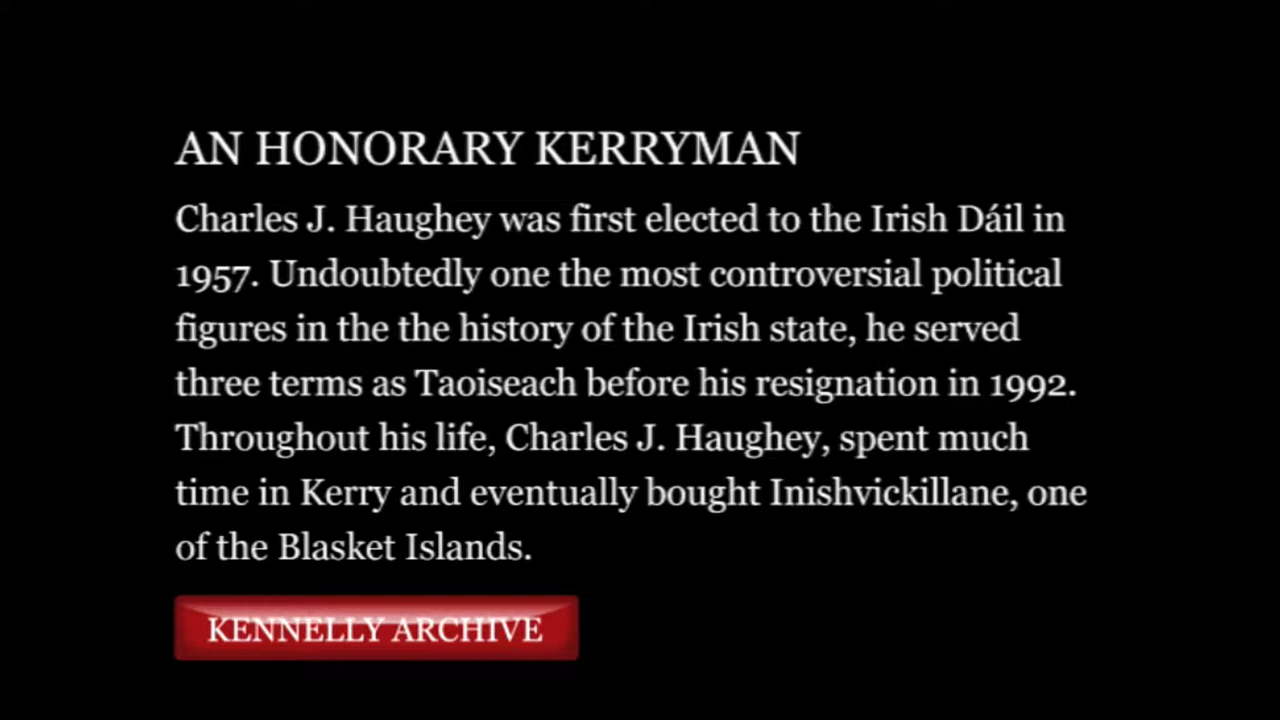 AN HONORARY KERRYMAN
Charles J. Haughey was first elected to the Irish Dáil in
1957. Undoubtedly one the most controversial political
figures in the the history of the Irish state, he served
three terms as Taoiseach before his resignation in 1992.
Throughout his life, Charles J. Haughey, spent much
time in Kerry and eventually bought Inishvickillane, one
of the Blasket Islands.
KENNELLY ARCHIVE